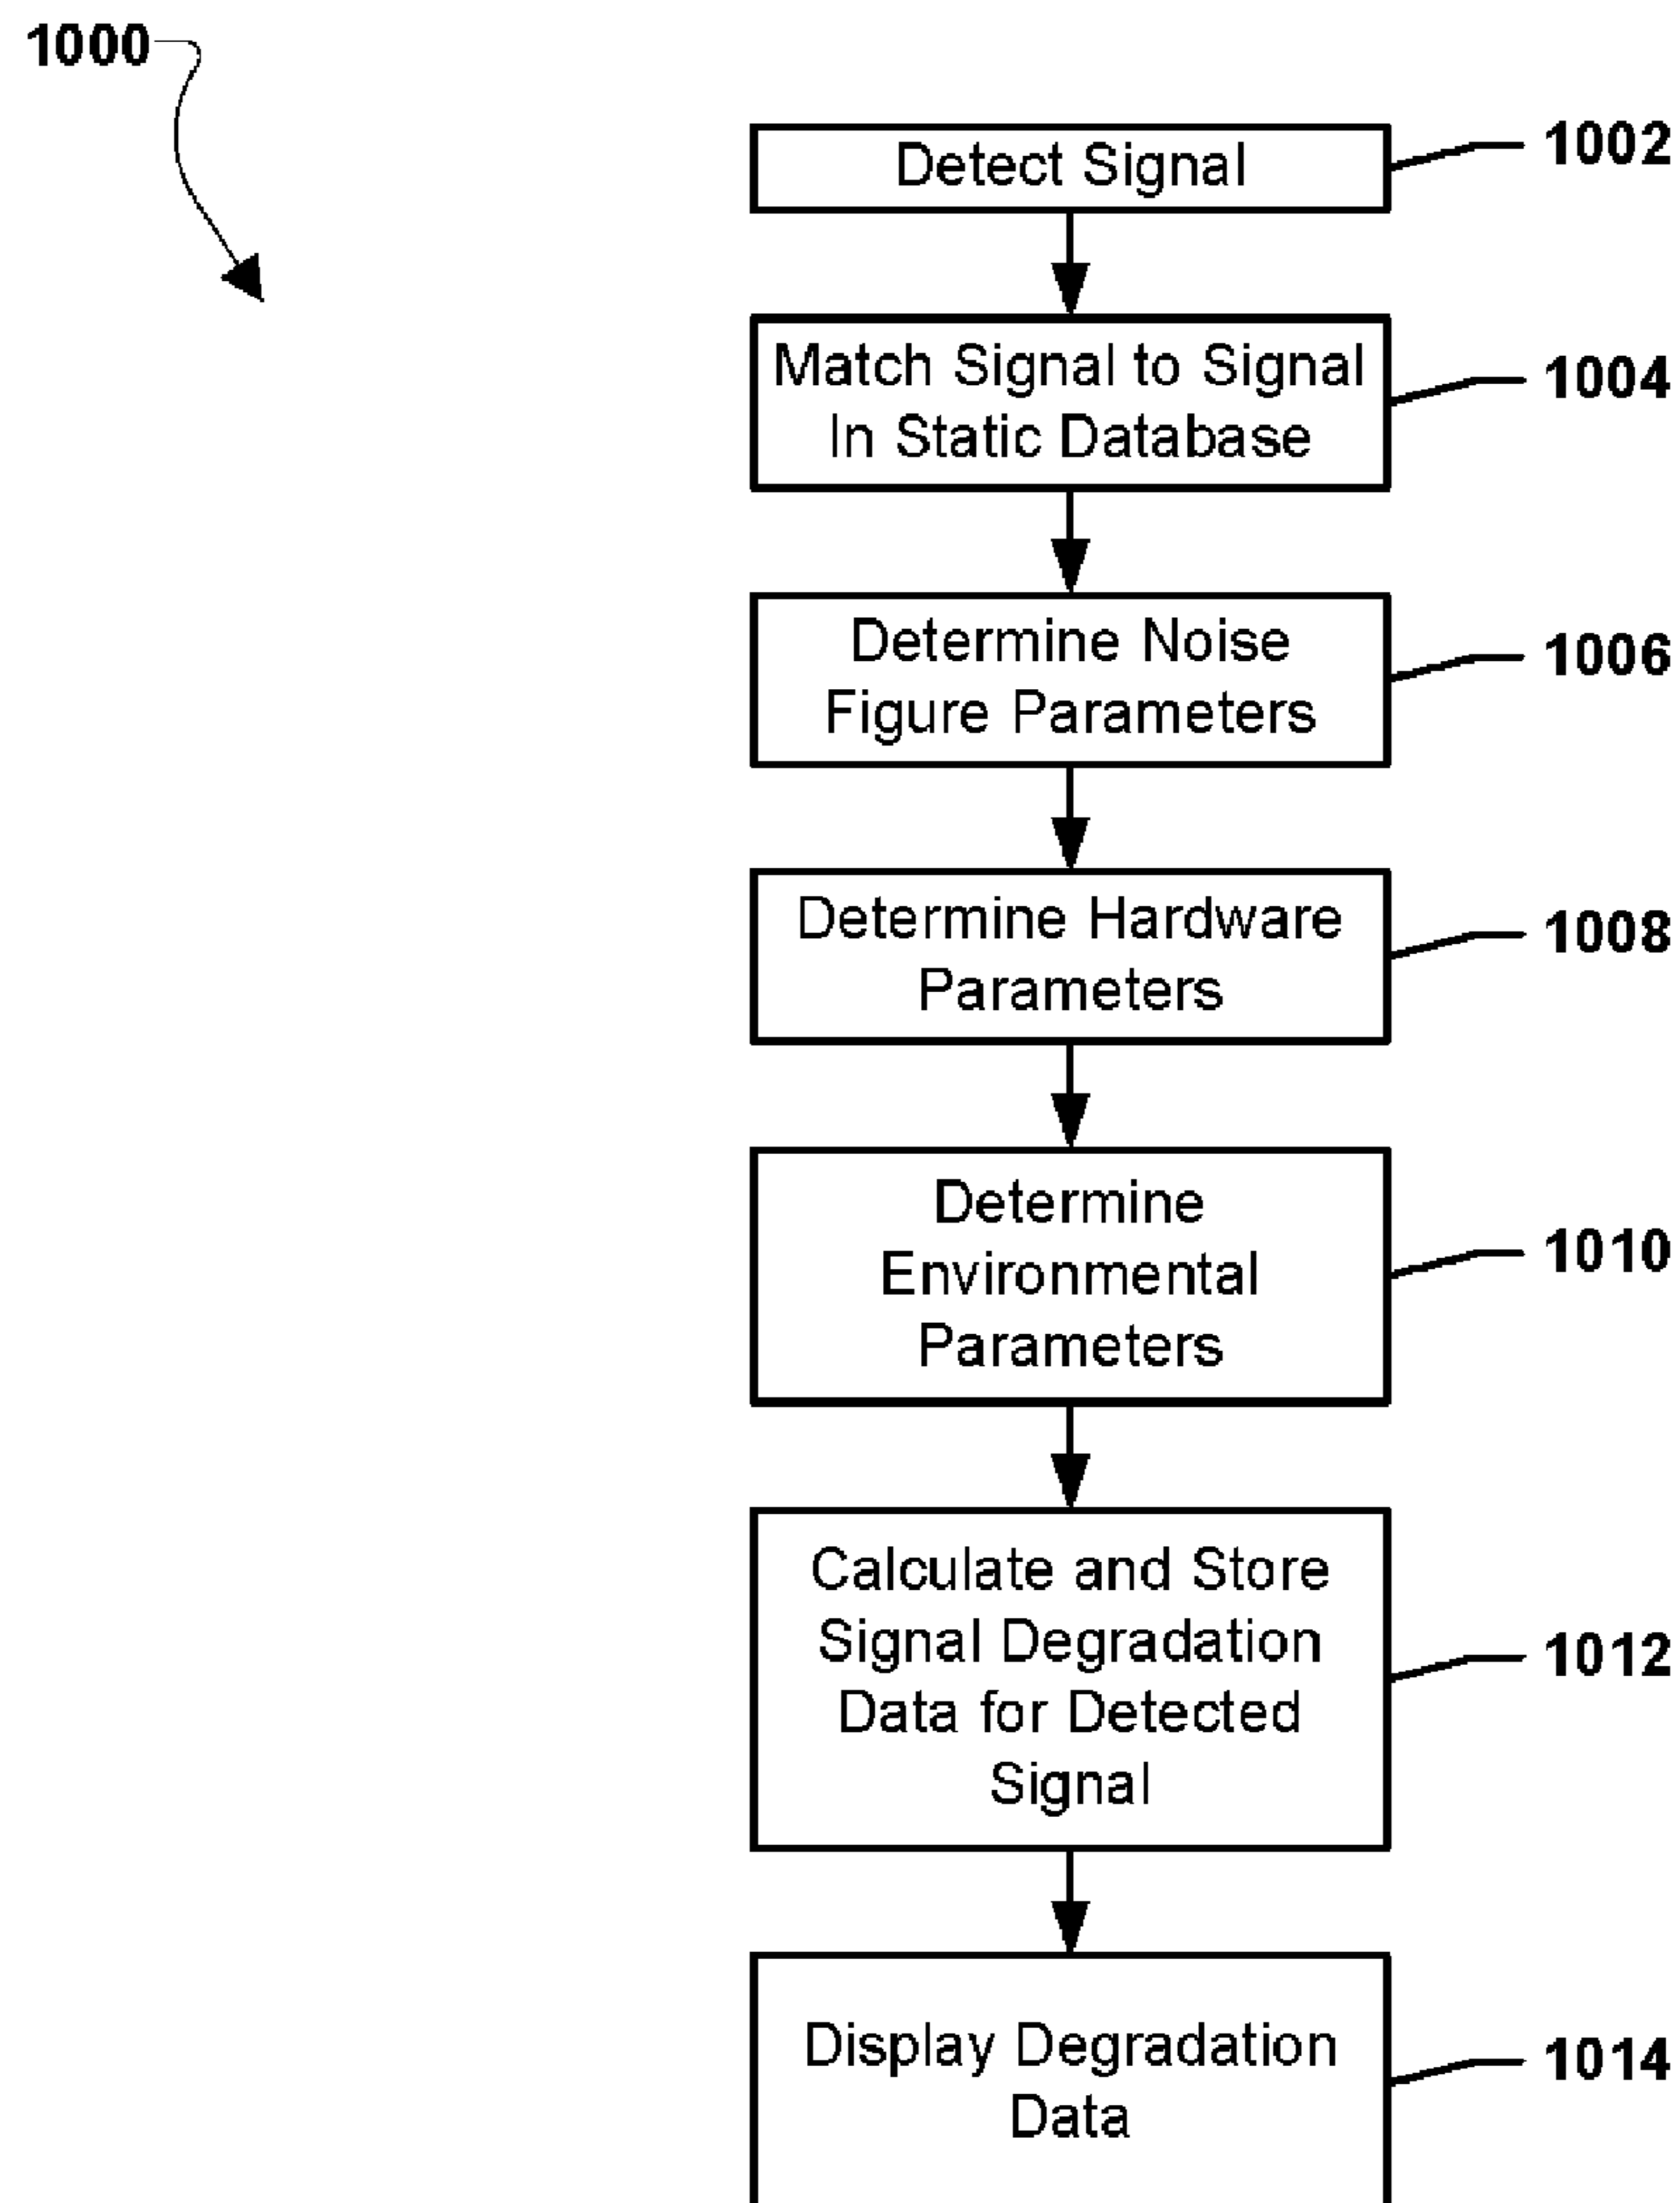 1000
Detect Signal
1002
Match Signal to Signal
In Static Database
1004
Determine Noise
Figure Parameters
1006
Determine Hardware
Parameters
1008
Determine
Environmental
Parameters
1010
Calculate and Store
Signal Degradation
Data for Detected
Signal
1012
Display Degradation
Data
1014